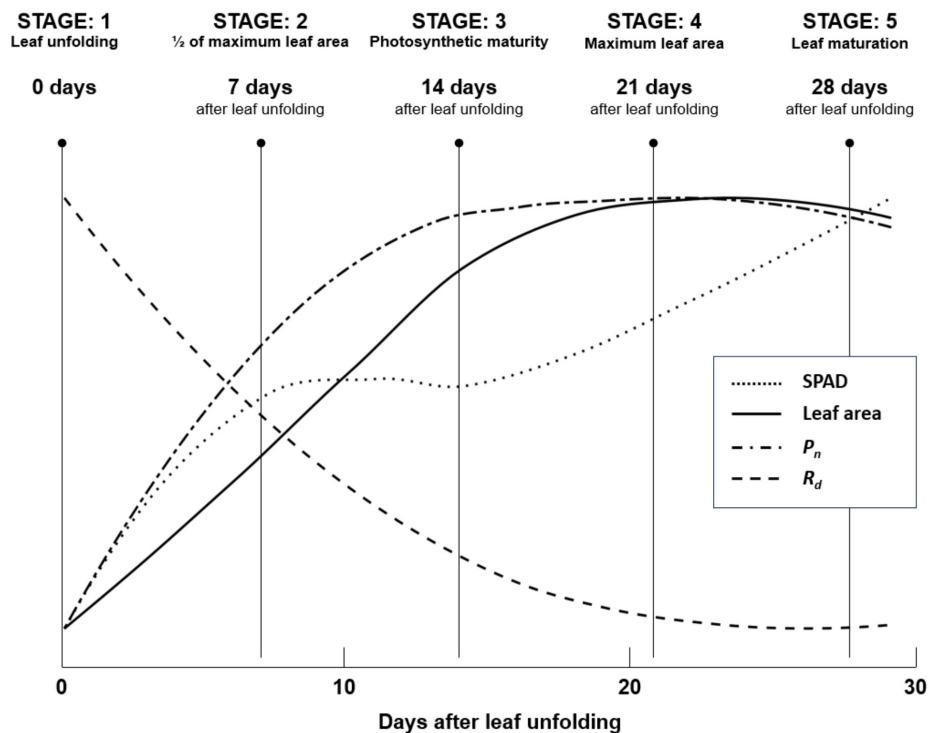 STAGE: 1
Leaf unfolding
0 days
STAGE: 2
½ of maximum leaf area
7 days
after leaf unfolding
STAGE: 3
Photosynthetic maturity
14 days
after leaf unfolding
STAGE: 4
Maximum leaf area
21 days
after leaf unfolding
STAGE: 5
Leaf maturation
28 days
after leaf unfolding
SPAD
Leaf area
Pn
Rd
0
10
20
30
Days after leaf unfolding